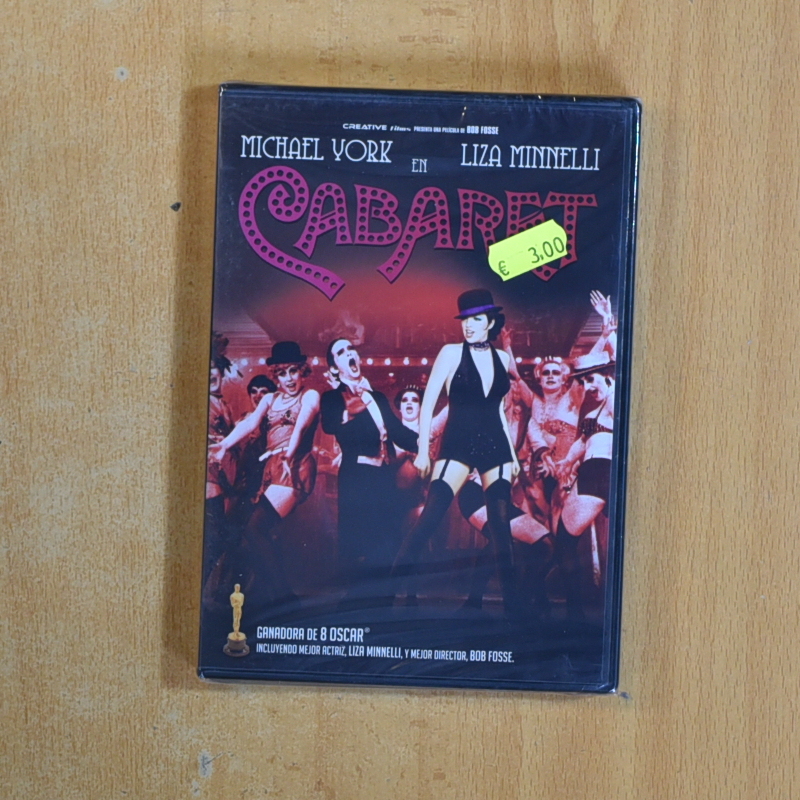 CREATIVE films PRESENTA UNA PELÍCULA DE BOB FOSSE
MICHAEL YORK EN LIZA MINNELLI
CABARET
€ 3.00
GANADORA DE 8 OSCAR®
INCLUYENDO MEJOR ACTRIZ, LIZA MINNELLI, Y MEJOR DIRECTOR, BOB FOSSE.